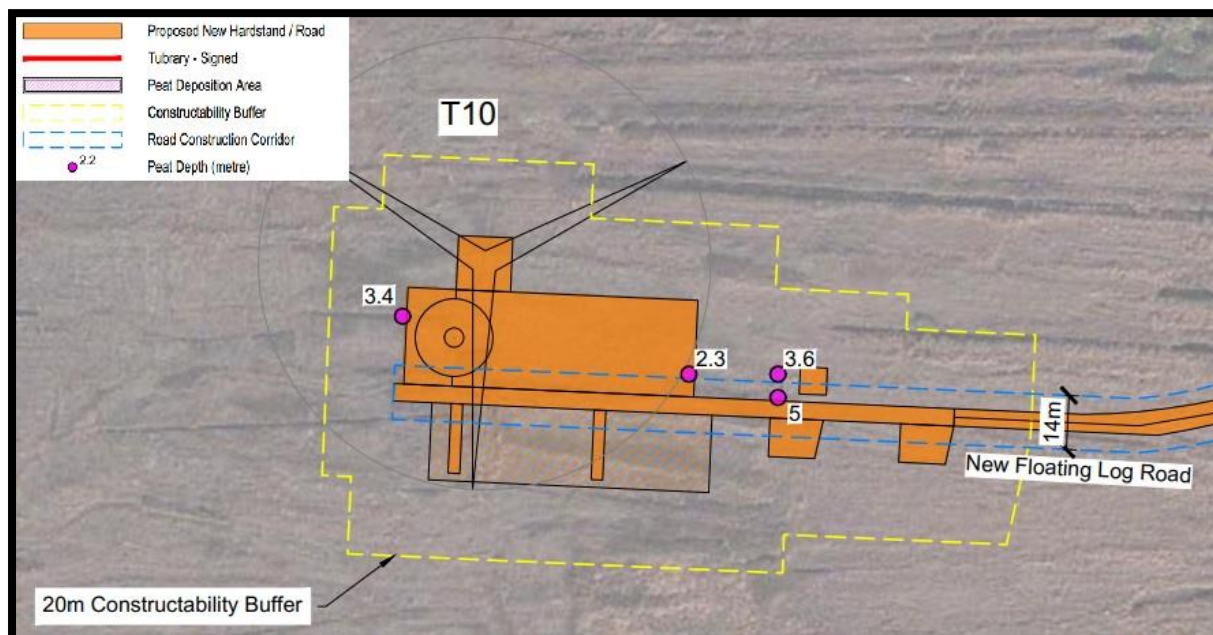 Proposed New Hardstand / Road
Tubrary - Signed
Peat Deposition Area
Constructability Buffer
Road Construction Corridor
2.2 Peat Depth (metre)
T10
3.4
2.3
3.6
5
14m
New Floating Log Road
20m Constructability Buffer